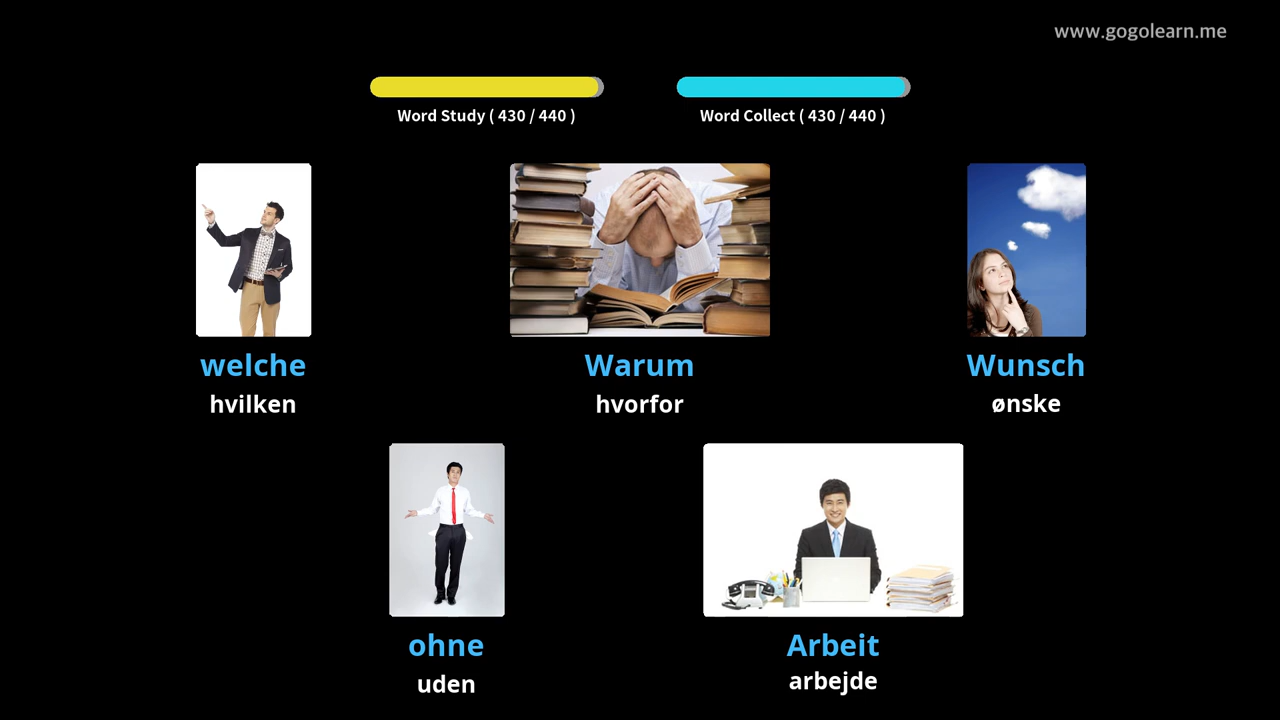 www.gogolearn.me
Word Study ( 430 / 440 )
Word Collect ( 430 / 440 )
welche
hvilken
Warum
hvorfor
Wunsch
ønske
ohne
uden
Arbeit
arbejde